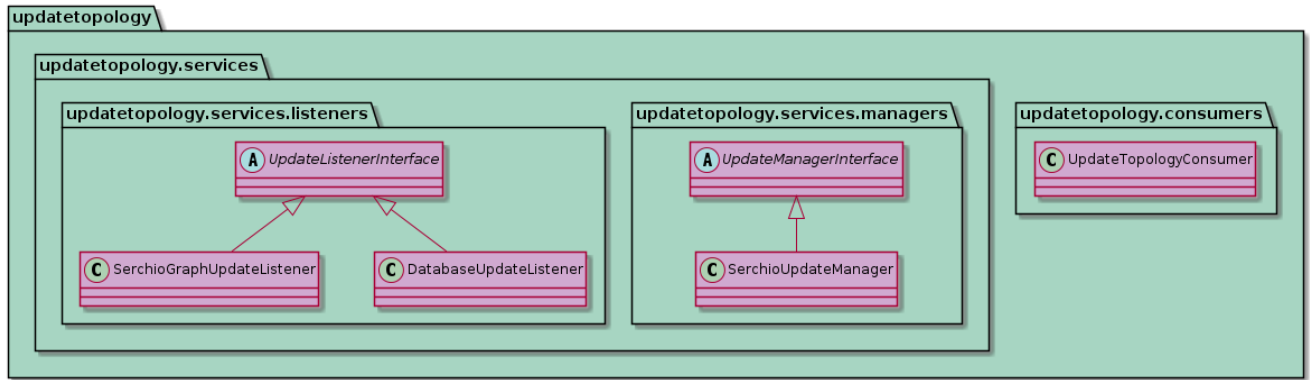 updatetopology
updatetopology.services
updatetopology.services.listeners
updatetopology.services.managers
updatetopology.consumers
A UpdateListenerInterface
A UpdateManagerInterface
C UpdateTopologyConsumer
C SerchioGraphUpdateListener
C DatabaseUpdateListener
C SerchioUpdateManager